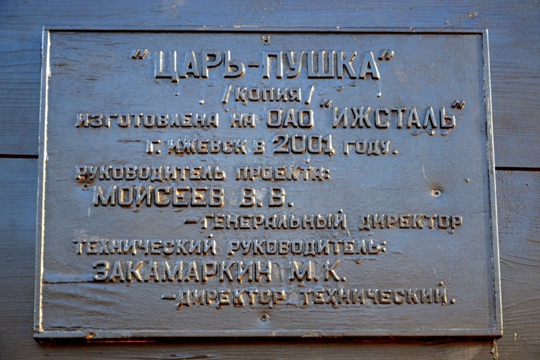 "ЦАРЬ-ПУШКА"
/КОПИЯ/
ИЗГОТОВЛЕНА НА ОАО "ИЖСТАЛЬ"
Г. ИЖЕВСК В 2001 ГОДУ.
РУКОВОДИТЕЛЬ ПРОЕКТА:
МОИСЕЕВ В.В.
-ГЕНЕРАЛЬНЫЙ ДИРЕКТОР
ТЕХНИЧЕСКИЙ РУКОВОДИТЕЛЬ:
ЗАКАМАРКИН М.К.
-ДИРЕКТОР ТЕХНИЧЕСКИЙ.